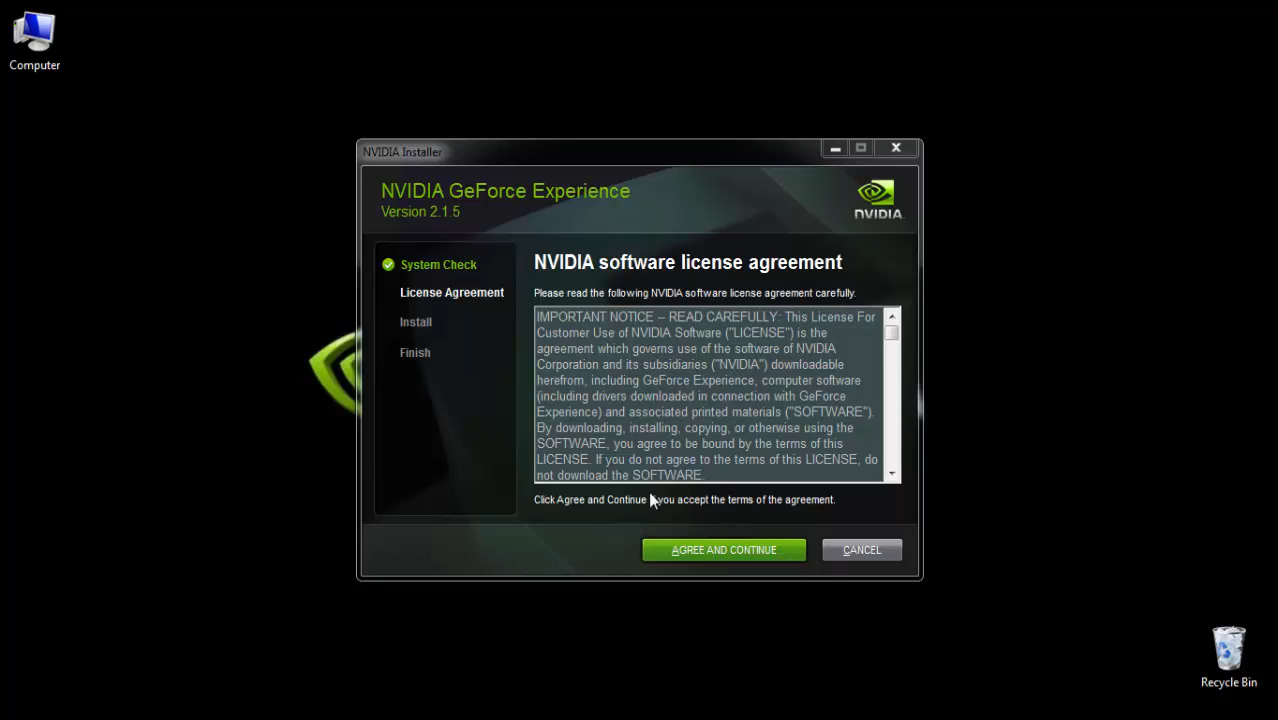 Computer
NVIDIA Installer
NVIDIA GeForce Experience
Version 2.1.5
NVIDIA
System Check
License Agreement
Install
Finish
NVIDIA software license agreement
Please read the following NVIDIA software license agreement carefully.
IMPORTANT NOTICE -- READ CAREFULLY: This License For
Customer Use of NVIDIA Software ("LICENSE") is the
agreement which governs use of the software of NVIDIA
Corporation and its subsidiaries ("NVIDIA") downloadable
herefrom, including GeForce Experience, computer software
(including drivers downloaded in connection with GeForce
Experience) and associated printed materials ("SOFTWARE").
By downloading, installing, copying, or otherwise using the
SOFTWARE, you agree to be bound by the terms of this
LICENSE. If you do not agree to the terms of this LICENSE, do
not download the SOFTWARE.
Click Agree and Continue if you accept the terms of the agreement.
AGREE AND CONTINUE
CANCEL
Recycle Bin